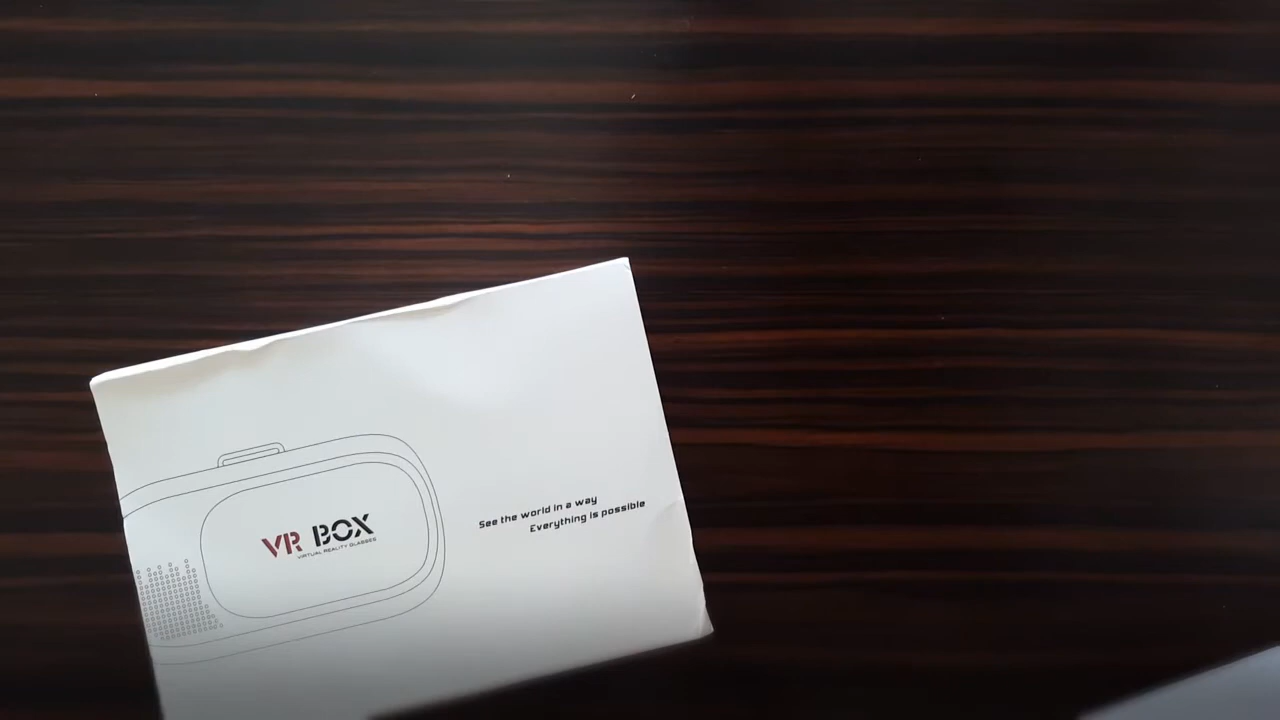 VR BOX
VIRTUAL REALITY GLASSES
See the world in a way
Everything is possible